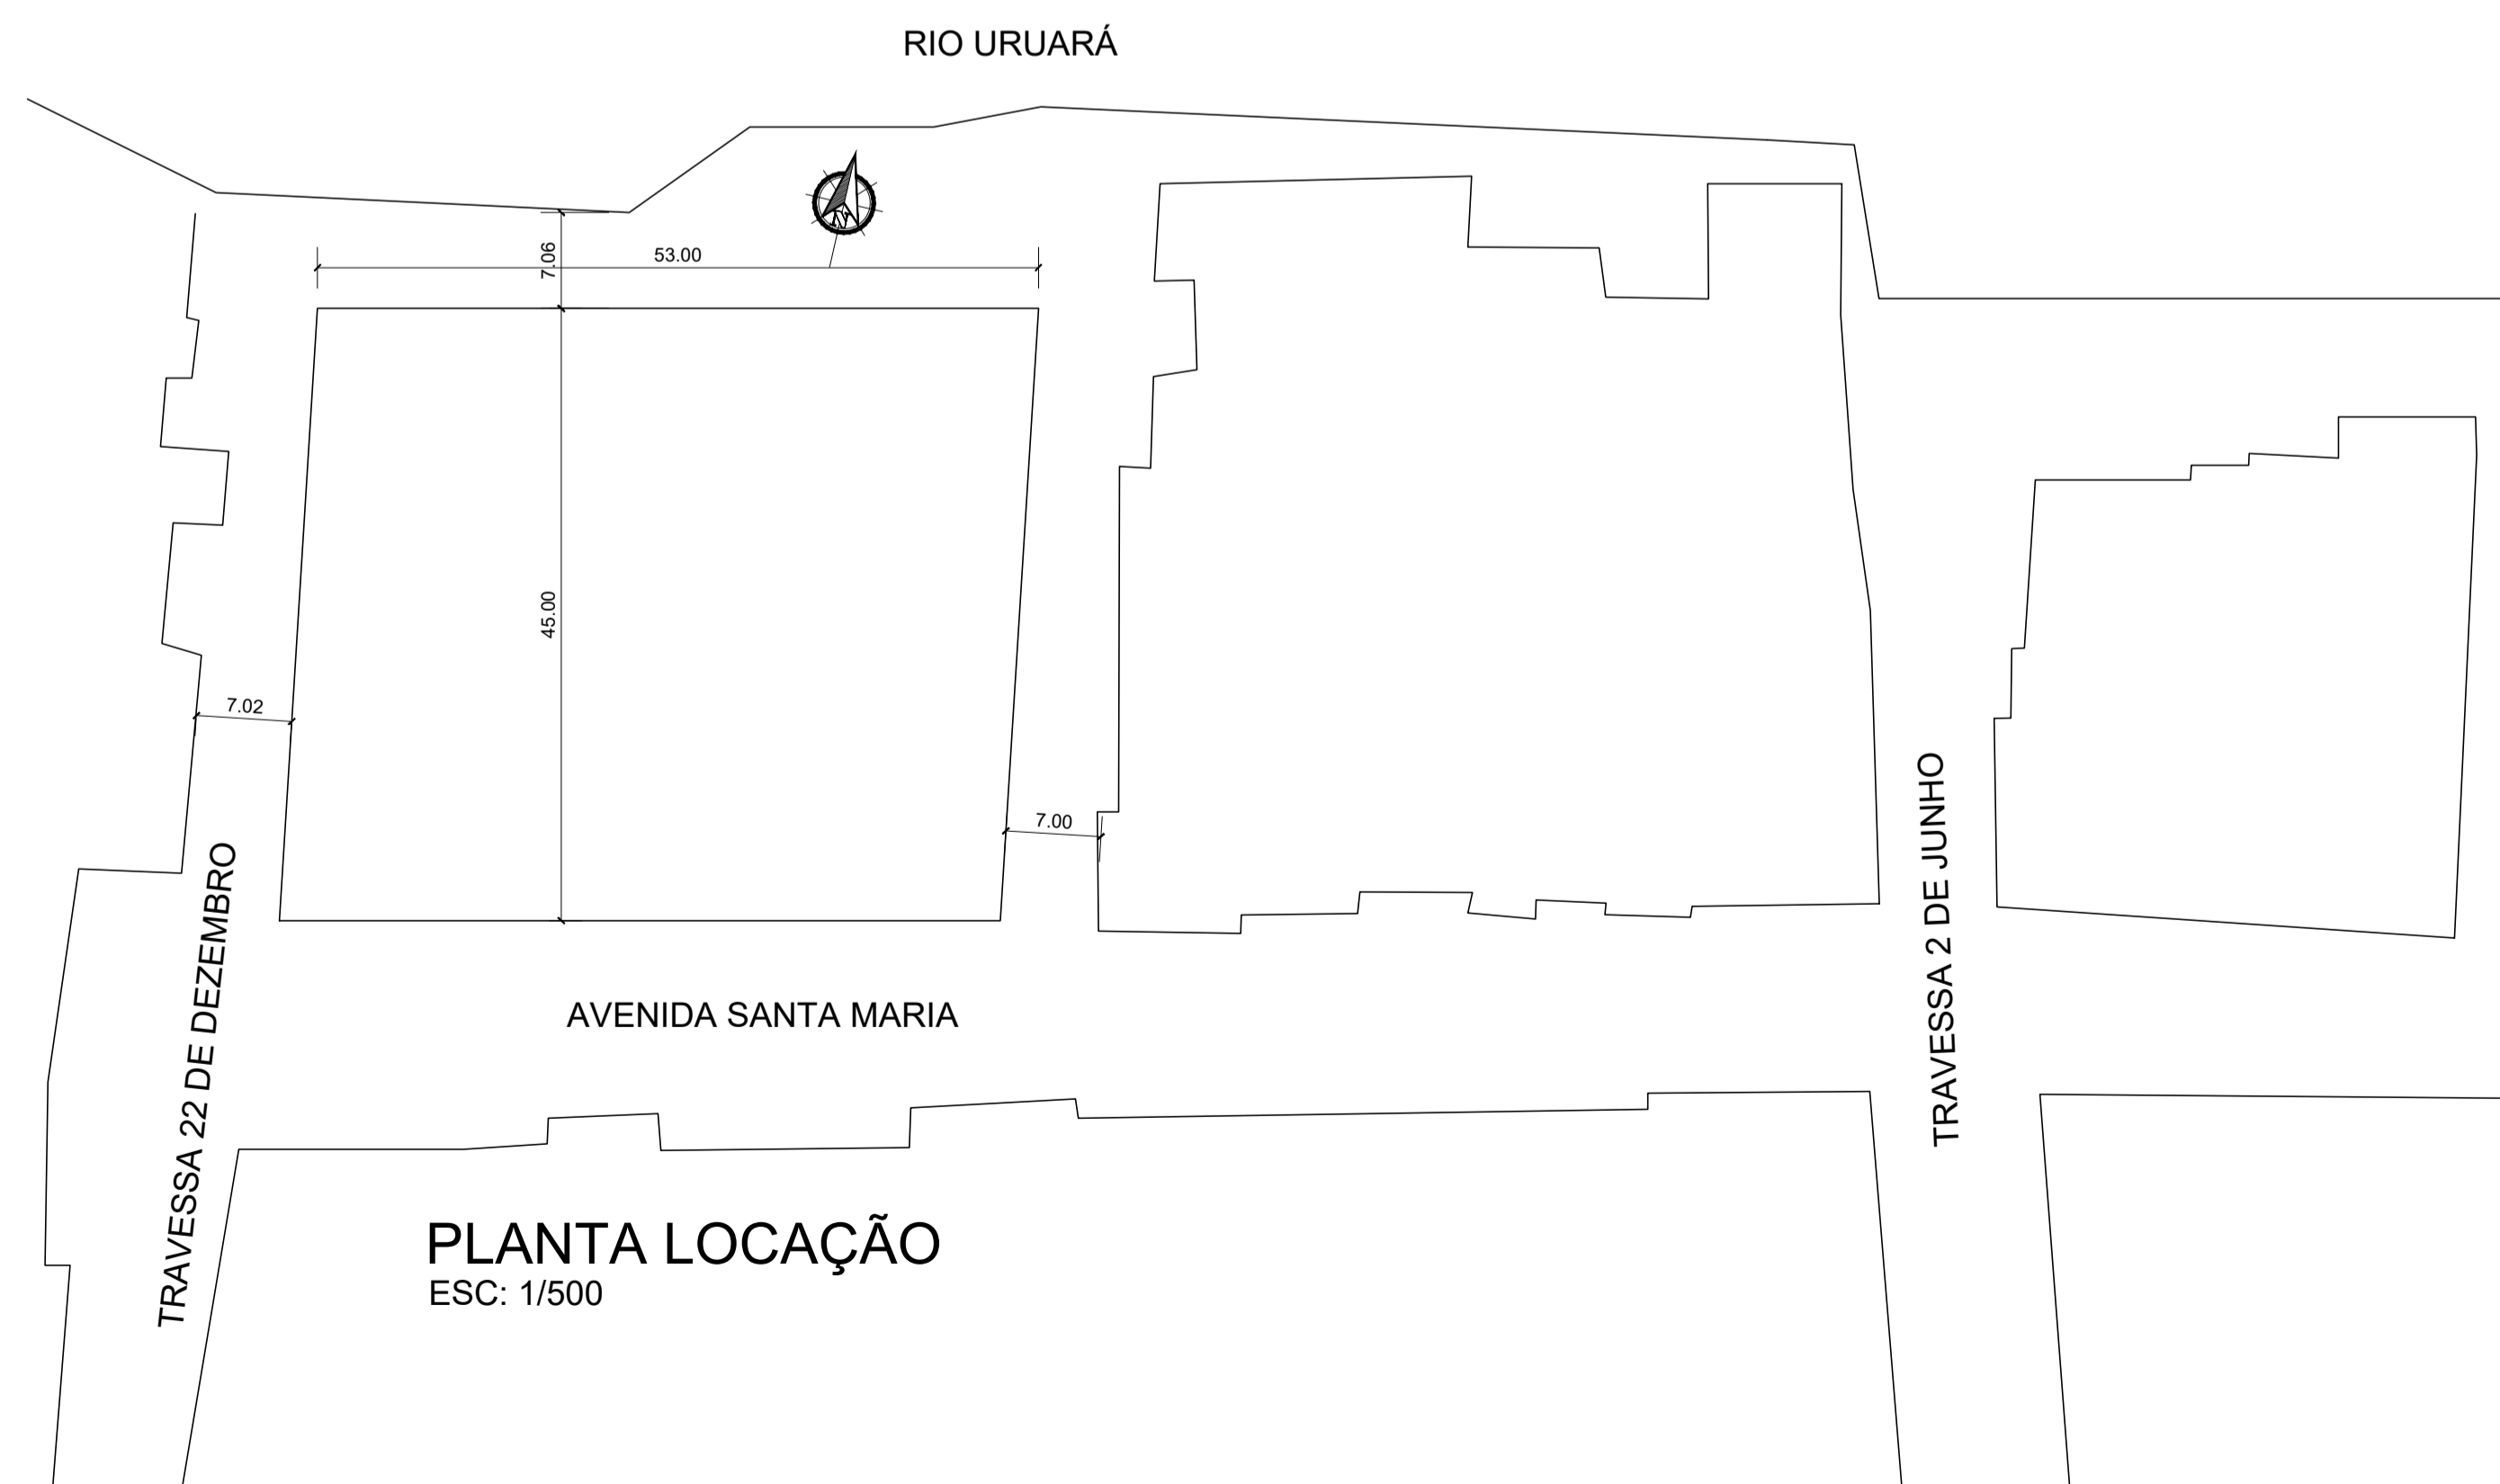 RIO URUARÁ
N
7.06
53.00
45.00
7.02
7.00
TRAVESSA 22 DE DEZEMBRO
TRAVESSA 2 DE JUNHO
AVENIDA SANTA MARIA
PLANTA LOCAÇÃO
ESC: 1/500